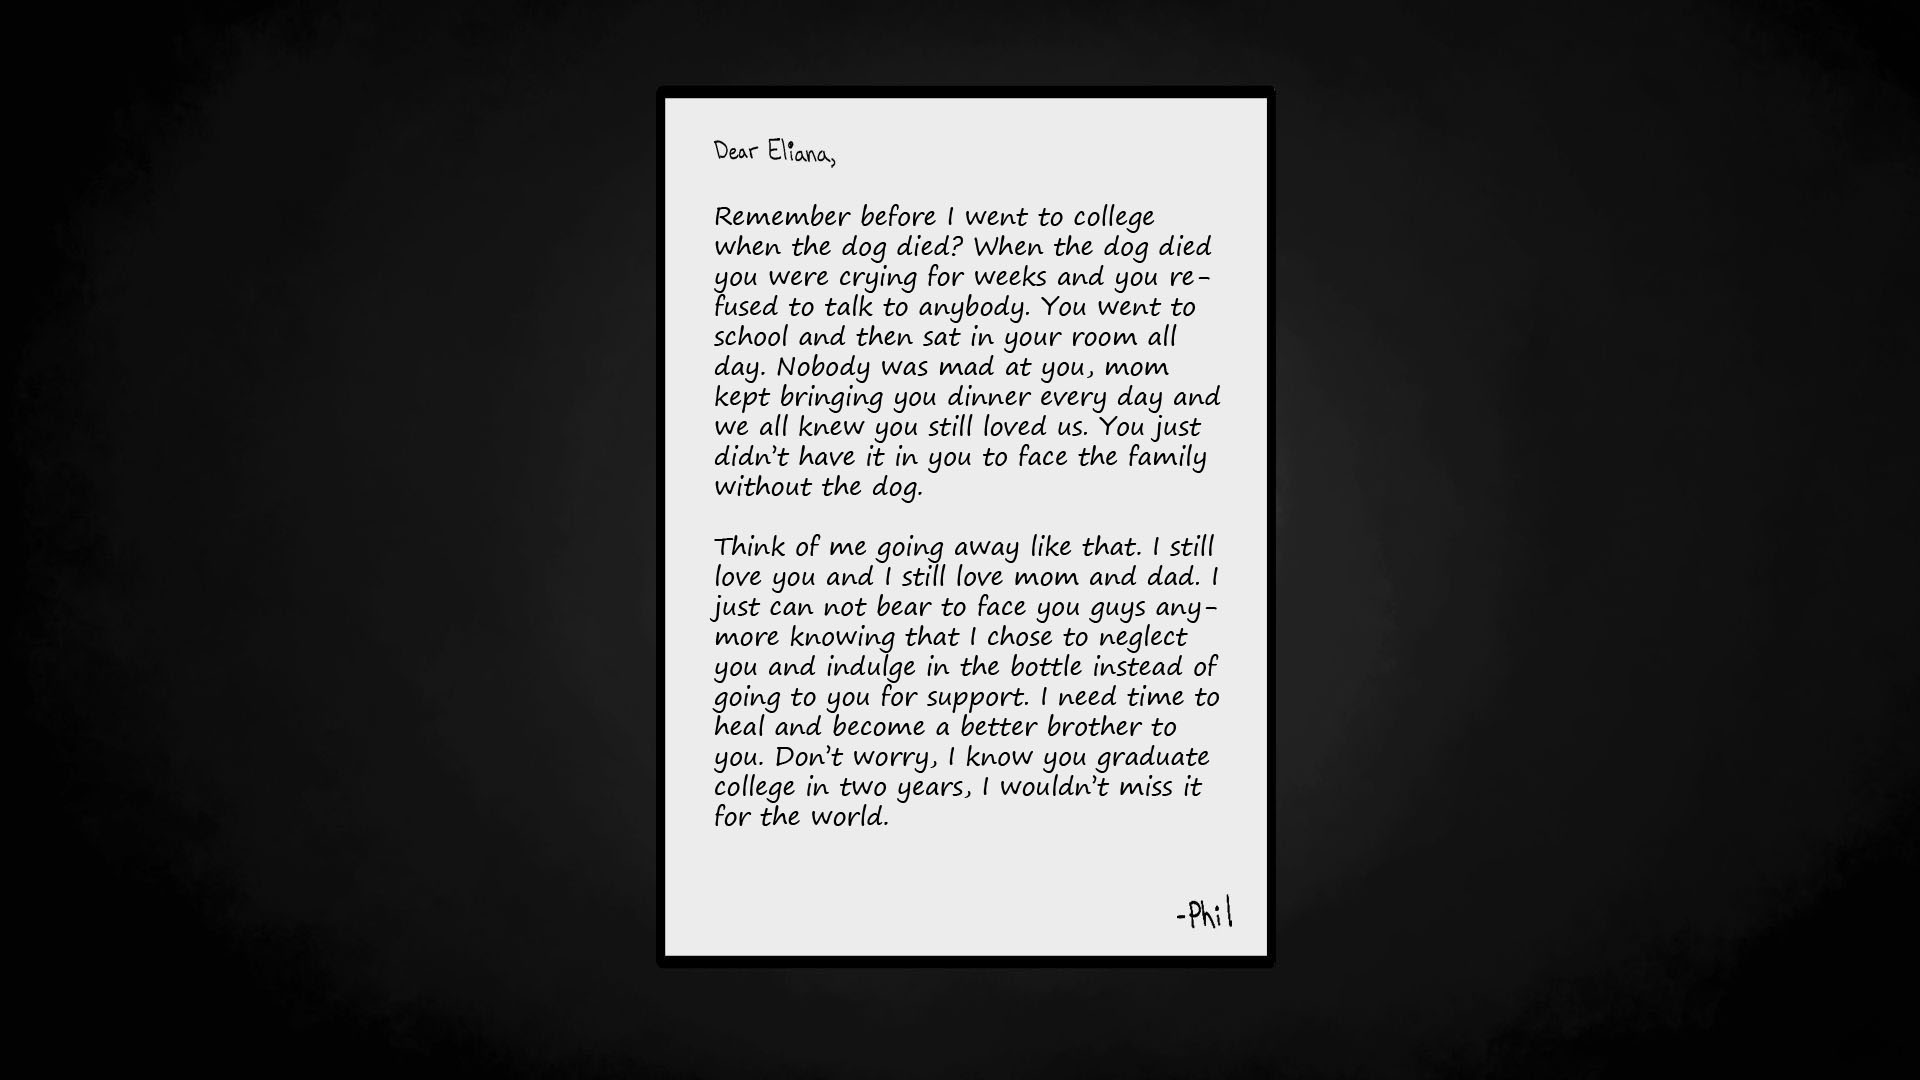 Dear Eliana,
Remember before I went to college
when the dog died? When the dog died
you were crying for weeks and you re-
fused to talk to anybody. You went to
school and then sat in your room all
day. Nobody was mad at you, mom
kept bringing you dinner every day and
we all knew you still loved us. You just
didn't have it in you to face the family
without the dog.
Think of me going away like that. I still
love you and I still love mom and dad. I
just can not bear to face you guys any-
more knowing that I chose to neglect
you and indulge in the bottle instead of
going to you for support. I need time to
heal and become a better brother to
you. Don't worry, I know you graduate
college in two years, I wouldn't miss it
for the world.
-Phil